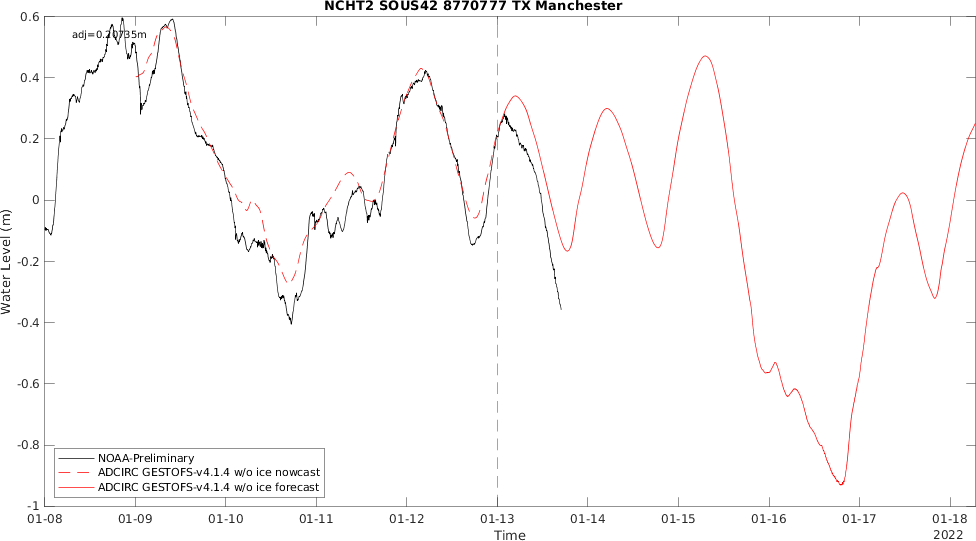 NCHT2 SOUS42 8770777 TX Manchester
adj=0.20735m
0.6
0.4
0.2
0
-0.2
-0.4
-0.6
-0.8
-1
Water Level (m)
NOAA-Preliminary
ADCIRC GESTOFS-v4.1.4 w/o ice nowcast
ADCIRC GESTOFS-v4.1.4 w/o ice forecast
01-08 01-09 01-10 01-11 01-12 01-13 01-14 01-15 01-16 01-17 01-18
Time
2022